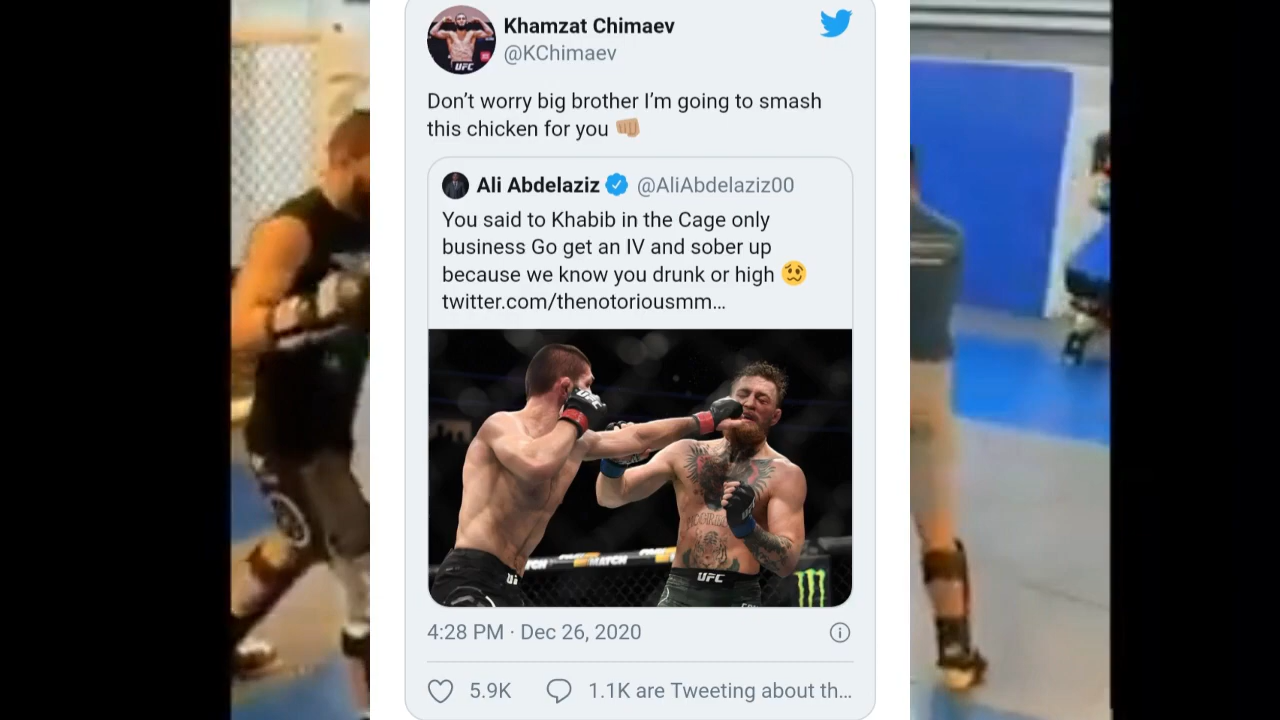 Khamzat Chimaev
@KChimaev
Don’t worry big brother I’m going to smash
this chicken for you 👊🏼
Ali Abdelaziz @AliAbdelaziz00
You said to Khabib in the Cage only
business Go get an IV and sober up
because we know you drunk or high 🥴
twitter.com/thenotoriousmm…
UFC
MATCH
UFC
4:28 PM · Dec 26, 2020
5.9K 1.1K are Tweeting about th…